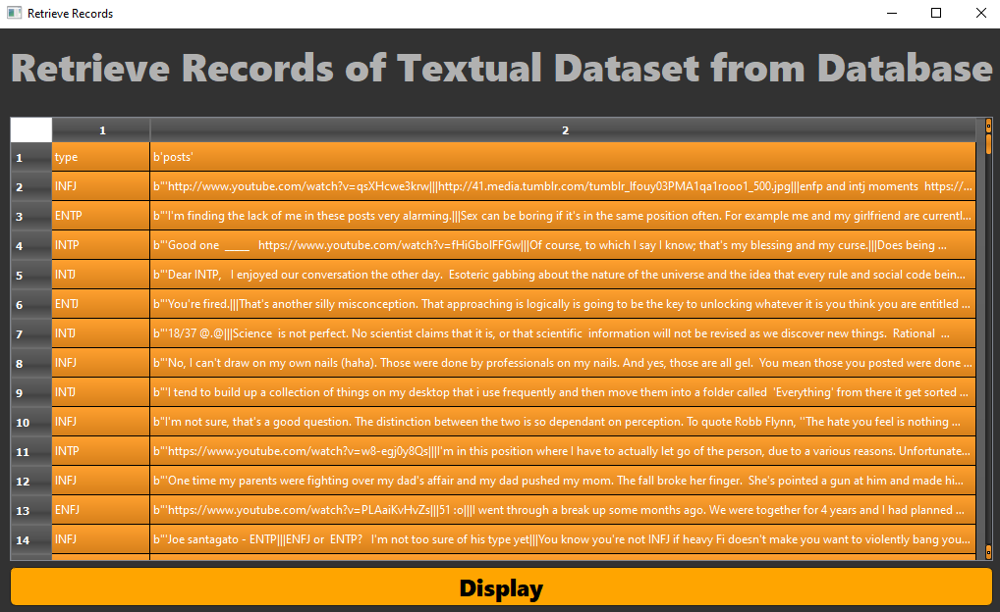 Retrieve Records
Retrieve Records of Textual Dataset from Database
1 2
1 type b'posts'
2 INFJ b"'http://www.youtube.com/watch?v=qsXHcwe3krw|||http://41.media.tumblr.com/tumblr_lfouy03PMA1qa1rooo1_500.jpg|||enfp and intj moments  https://...
3 ENTP b"'I'm finding the lack of me in these posts very alarming.|||Sex can be boring if it's in the same position often. For example me and my girlfriend are currentl...
4 INTP b"'Good one  _____   https://www.youtube.com/watch?v=fHiGbolFFGw|||Of course, to which I say I know; that's my blessing and my curse.|||Does being ...
5 INTJ b"'Dear INTP,   I enjoyed our conversation the other day.  Esoteric gabbing about the nature of the universe and the idea that every rule and social code bein...
6 ENTJ b"'You're fired.|||That's another silly misconception. That approaching is logically is going to be the key to unlocking whatever it is you think you are entitled ...
7 INTJ b"'18/37 @.@|||Science  is not perfect. No scientist claims that it is, or that scientific  information will not be revised as we discover new things.  Rational  ...
8 INFJ b"'No, I can't draw on my own nails (haha). Those were done by professionals on my nails. And yes, those are all gel.  You mean those you posted were done ...
9 INTJ b"'I tend to build up a collection of things on my desktop that i use frequently and then move them into a folder called  'Everything' from there it get sorted ...
10 INFJ b"I'm not sure, that's a good question. The distinction between the two is so dependant on perception. To quote Robb Flynn, ''The hate you feel is nothing ...
11 INTP b"'https://www.youtube.com/watch?v=w8-egj0y8Qs|||I'm in this position where I have to actually let go of the person, due to a various reasons. Unfortunate...
12 INFJ b"'One time my parents were fighting over my dad's affair and my dad pushed my mom. The fall broke her finger.  She's pointed a gun at him and made hi...
13 ENFJ b"'https://www.youtube.com/watch?v=PLAaiKvHvZs|||51 :o|||I went through a break up some months ago. We were together for 4 years and I had planned ...
14 INFJ b"'Joe santagato - ENTP|||ENFJ or  ENTP?   I'm not too sure of his type yet|||You know you're not INFJ if heavy Fi doesn't make you want to violently bang you...
Display